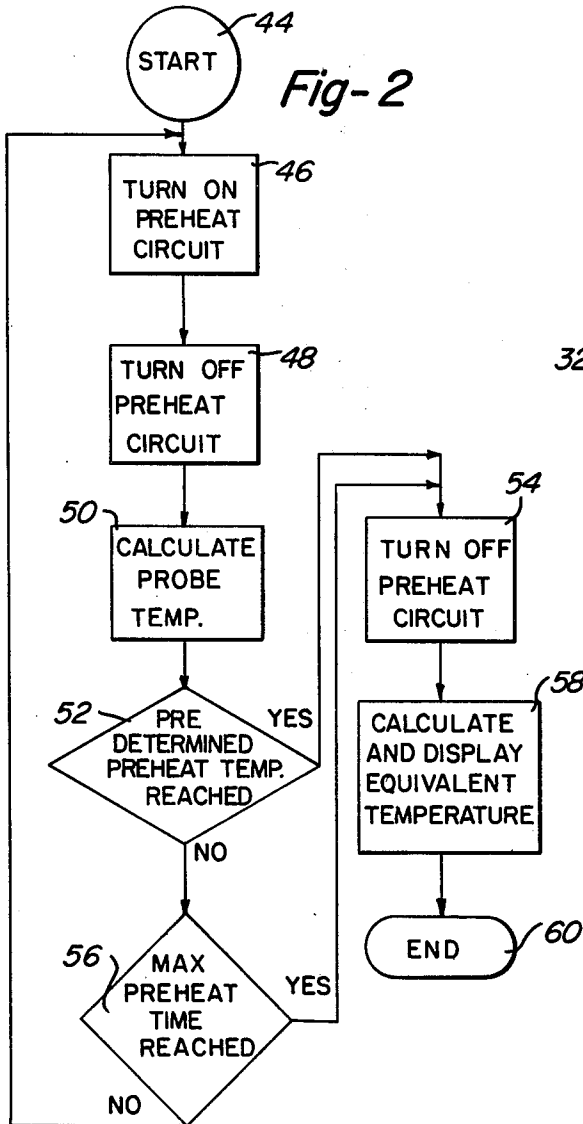 44
START
Fig-2
46
TURN ON
PREHEAT
CIRCUIT
48
TURN OFF
PREHEAT
CIRCUIT
32
50
CALCULATE
PROBE
TEMP.
54
TURN OFF
PREHEAT
CIRCUIT
52
PRE
DETERMINED
PREHEAT TEMP.
REACHED
YES
NO
58
CALCULATE
AND DISPLAY
EQUIVALENT
TEMPERATURE
56
MAX
PREHEAT
TIME
REACHED
YES
NO
END
60